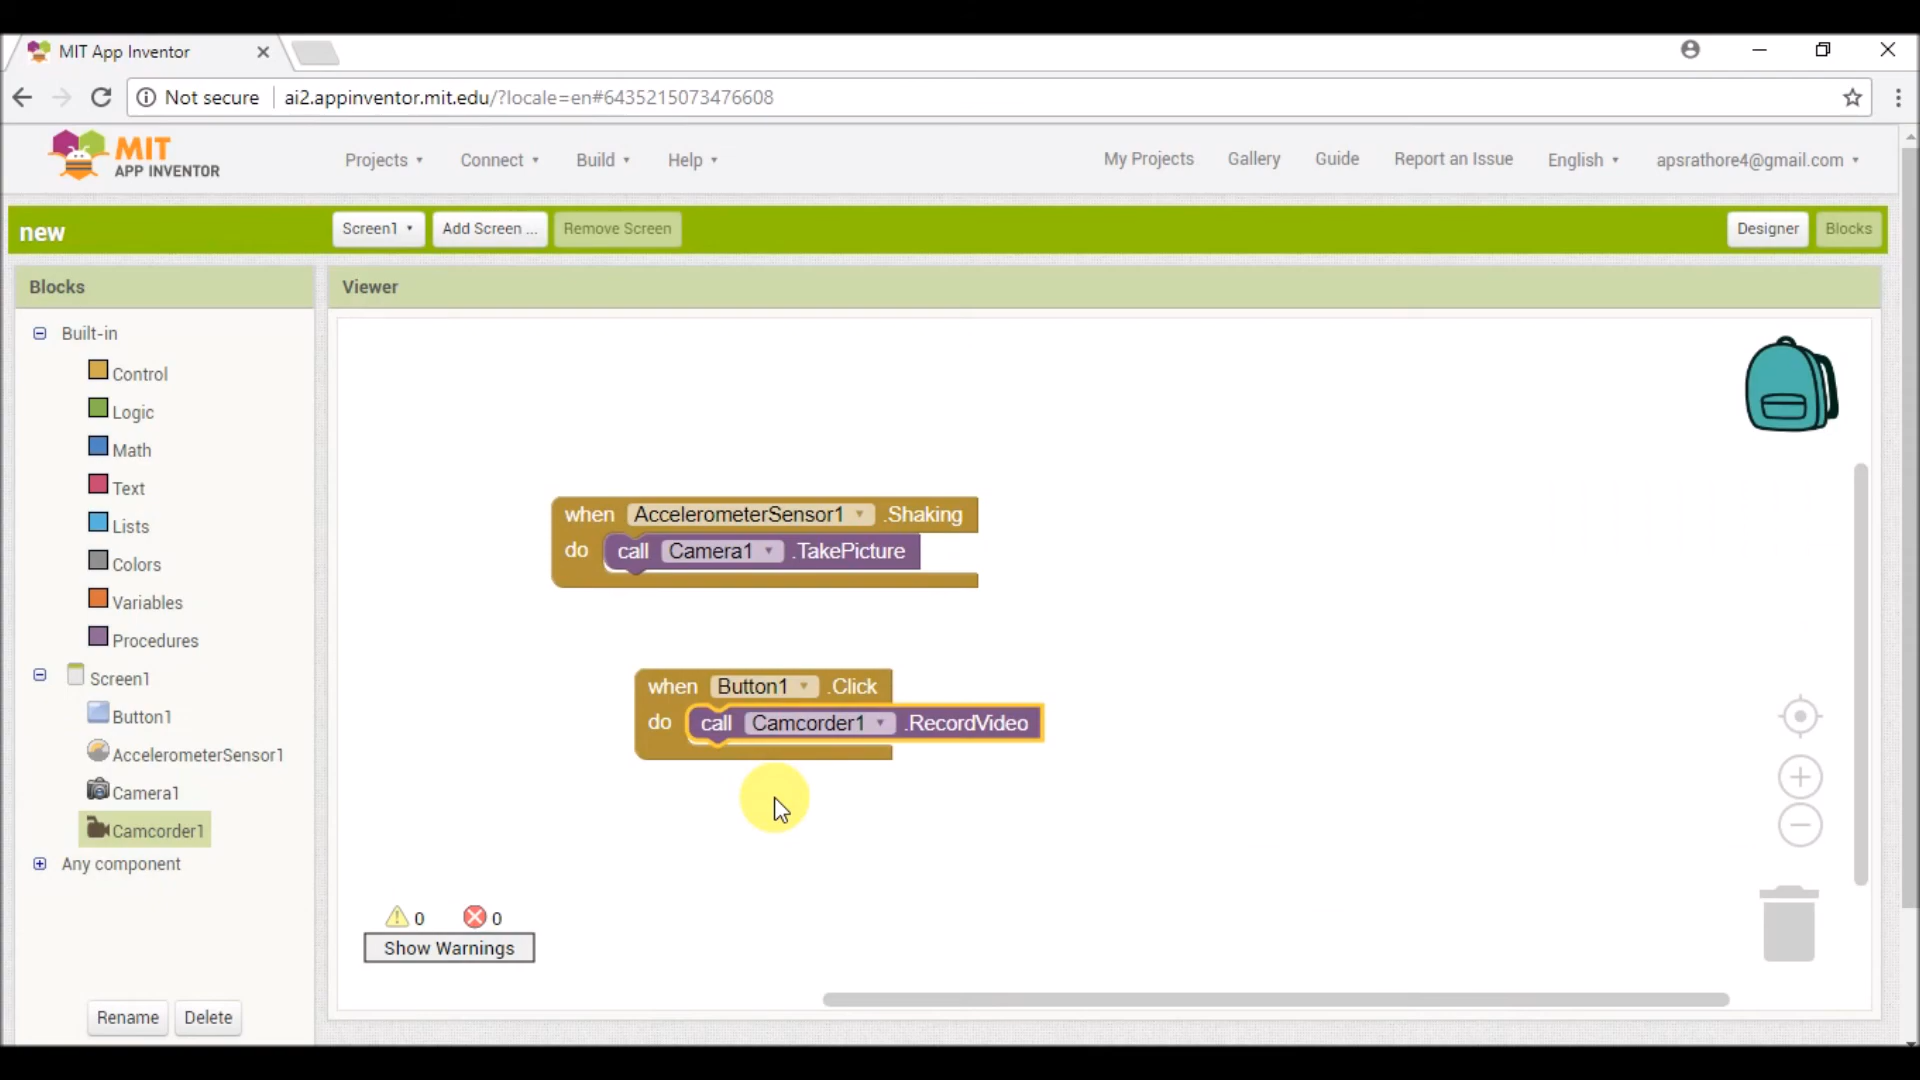 MIT App Inventor
Not secure ai2.appinventor.mit.edu/?locale=en#6435215073476608
MIT
APP INVENTOR
Projects Connect Build Help My Projects Gallery Guide Report an Issue English apsrathore4@gmail.com
new Screen1 Add Screen ... Remove Screen Designer Blocks
Blocks Viewer
Built-in
Control
Logic
Math
Text
Lists
Colors
Variables
Procedures
Screen1
Button1
AccelerometerSensor1
Camera1
Camcorder1
Any component
Rename Delete
when AccelerometerSensor1 .Shaking
do call Camera1 .TakePicture
when Button1 .Click
do call Camcorder1 .RecordVideo
0 0
Show Warnings